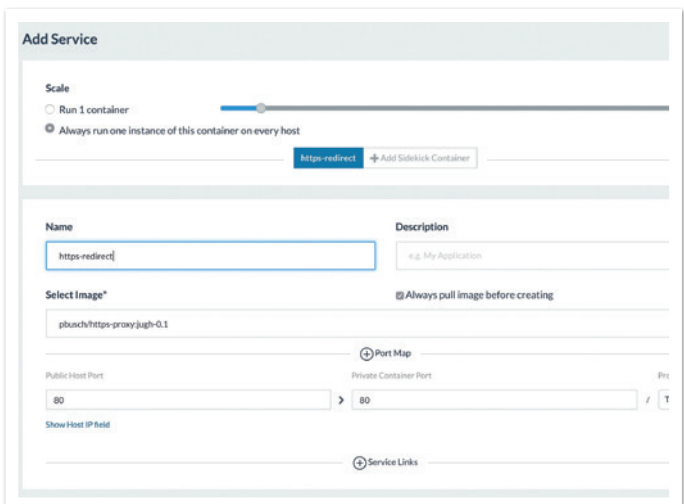 Add Service
Scale
Run 1 container
Always run one instance of this container on every host
https-redirect + Add Sidekick Container
Name Description
https-redirect e.g. My Application
Select Image* Always pull image before creating
pbusch/https-proxy:jugh-0.1
Port Map
Public Host Port Private Container Port
80 > 80 / T
Show Host IP field
Service Links